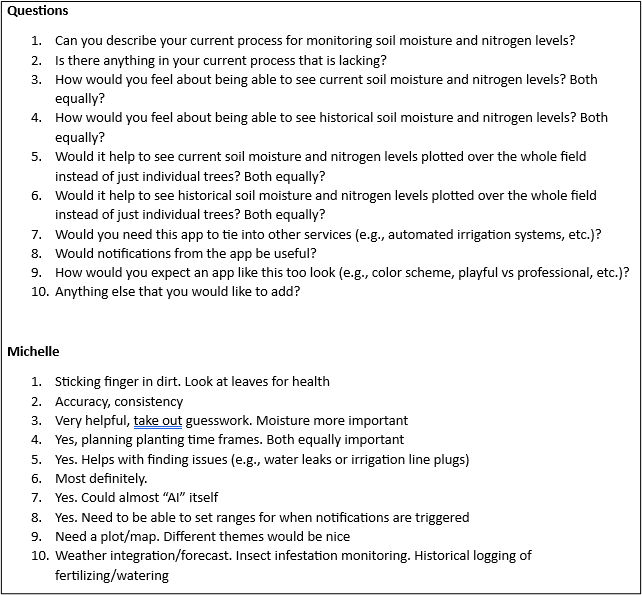 Questions
1. Can you describe your current process for monitoring soil moisture and nitrogen levels?
2. Is there anything in your current process that is lacking?
3. How would you feel about being able to see current soil moisture and nitrogen levels? Both
equally?
4. How would you feel about being able to see historical soil moisture and nitrogen levels? Both
equally?
5. Would it help to see current soil moisture and nitrogen levels plotted over the whole field
instead of just individual trees? Both equally?
6. Would it help to see historical soil moisture and nitrogen levels plotted over the whole field
instead of just individual trees? Both equally?
7. Would you need this app to tie into other services (e.g., automated irrigation systems, etc.)?
8. Would notifications from the app be useful?
9. How would you expect an app like this too look (e.g., color scheme, playful vs professional, etc.)?
10. Anything else that you would like to add?
Michelle
1. Sticking finger in dirt. Look at leaves for health
2. Accuracy, consistency
3. Very helpful, take out guesswork. Moisture more important
4. Yes, planning planting time frames. Both equally important
5. Yes. Helps with finding issues (e.g., water leaks or irrigation line plugs)
6. Most definitely.
7. Yes. Could almost “AI” itself
8. Yes. Need to be able to set ranges for when notifications are triggered
9. Need a plot/map. Different themes would be nice
10. Weather integration/forecast. Insect infestation monitoring. Historical logging of
fertilizing/watering